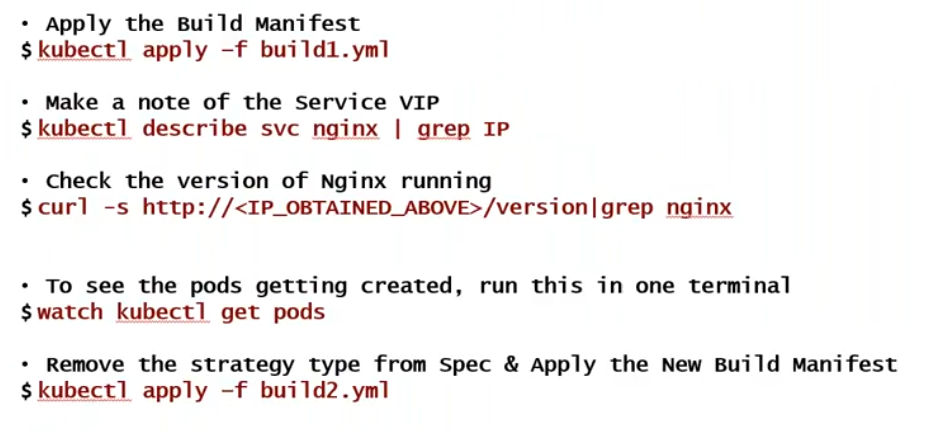 • Apply the Build Manifest
$ kubectl apply –f build1.yml
• Make a note of the Service VIP
$ kubectl describe svc nginx | grep IP
• Check the version of Nginx running
$ curl -s http://<IP_OBTAINED_ABOVE>/version|grep nginx
• To see the pods getting created, run this in one terminal
$ watch kubectl get pods
• Remove the strategy type from Spec & Apply the New Build Manifest
$ kubectl apply –f build2.yml